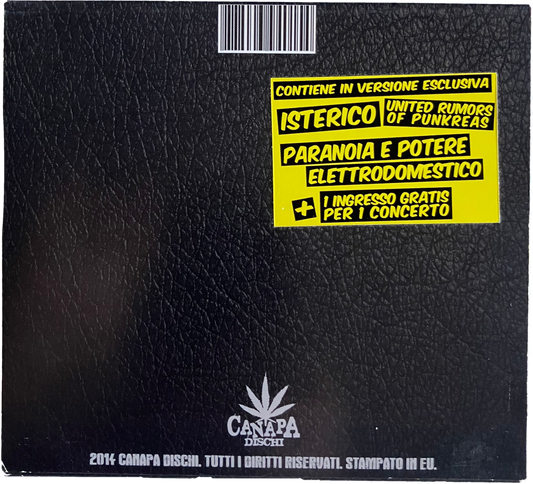 CONTIENE IN VERSIONE ESCLUSIVA
ISTERICO UNITED RUMORS
OF PUNKREAS
PARANOIA E POTERE
ELETTRODOMESTICO
+ 1 INGRESSO GRATIS
PER 1 CONCERTO
CANAPA
DISCHI
2014 CANAPA DISCHI. TUTTI I DIRITTI RISERVATI. STAMPATO IN EU.